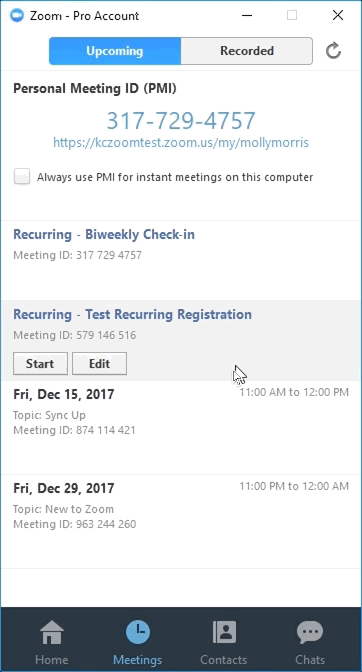 Zoom - Pro Account
Upcoming
Recorded
Personal Meeting ID (PMI)
317-729-4757
https://kczoomtest.zoom.us/my/mollymorris
Always use PMI for instant meetings on this computer
Recurring - Biweekly Check-in
Meeting ID: 317 729 4757
Recurring - Test Recurring Registration
Meeting ID: 579 146 516
Start
Edit
Fri, Dec 15, 2017
11:00 AM to 12:00 PM
Topic: Sync Up
Meeting ID: 874 114 421
Fri, Dec 29, 2017
11:00 PM to 12:00 AM
Topic: New to Zoom
Meeting ID: 963 244 260
Home
Meetings
Contacts
Chats